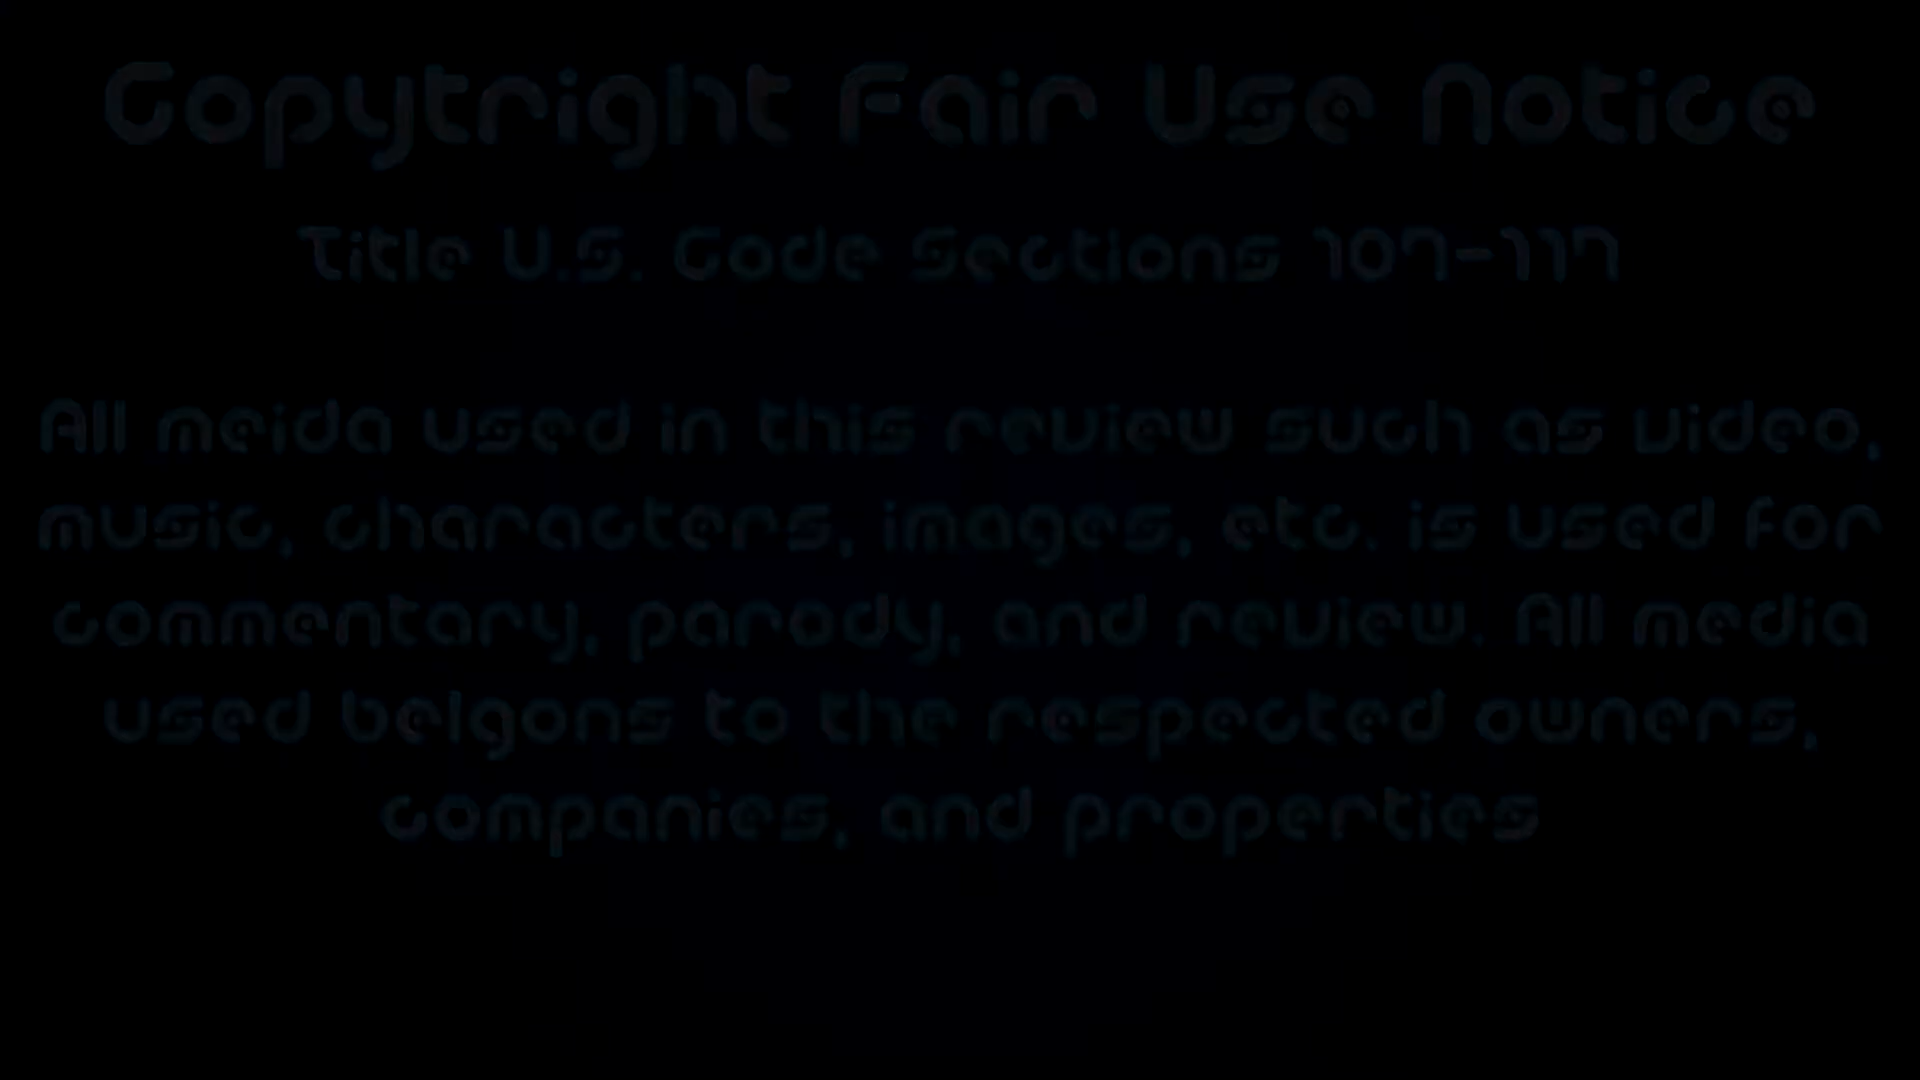 Copytright Fair Use Notice
Title U.S. Code Sections 107-117
All meida used in this review such as video,
music, characters, images, etc. is used for
commentary, parody, and review. All media
used belgons to the respected owners,
companies, and properties